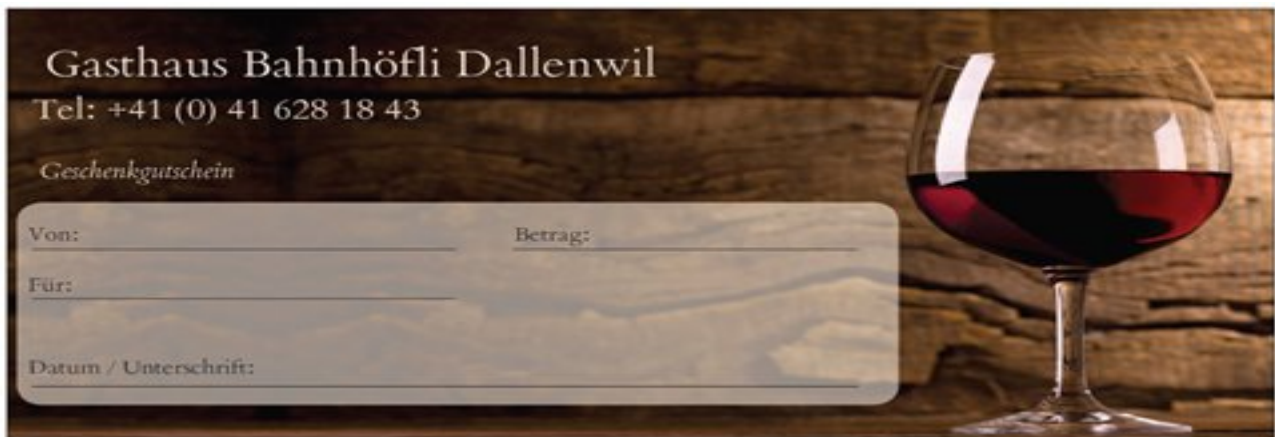 Gasthaus Bahnhöfli Dallenwil
Tel: +41 (0) 41 628 18 43
Geschenkgutschein
Von: Betrag:
Für:
Datum / Unterschrift: